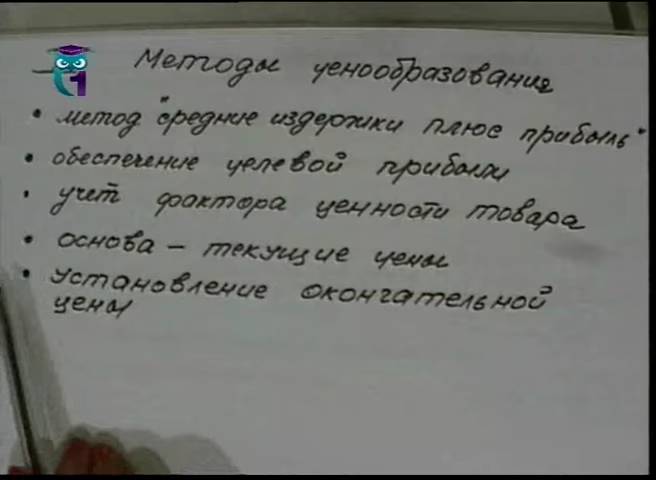 1
Методы ценообразования
• метод "средние издержки плюс прибыль"
• обеспечение целевой прибыли
• учет фактора ценности товара
• основа – текущие цены
• установление окончательной
цены